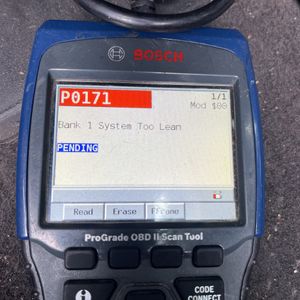 BOSCH
P0171
1/1
Mod $00
Bank 1 System Too Lean
PENDING
Read Erase FFrame
ProGrade OBD II Scan Tool
CODE
CONNECT